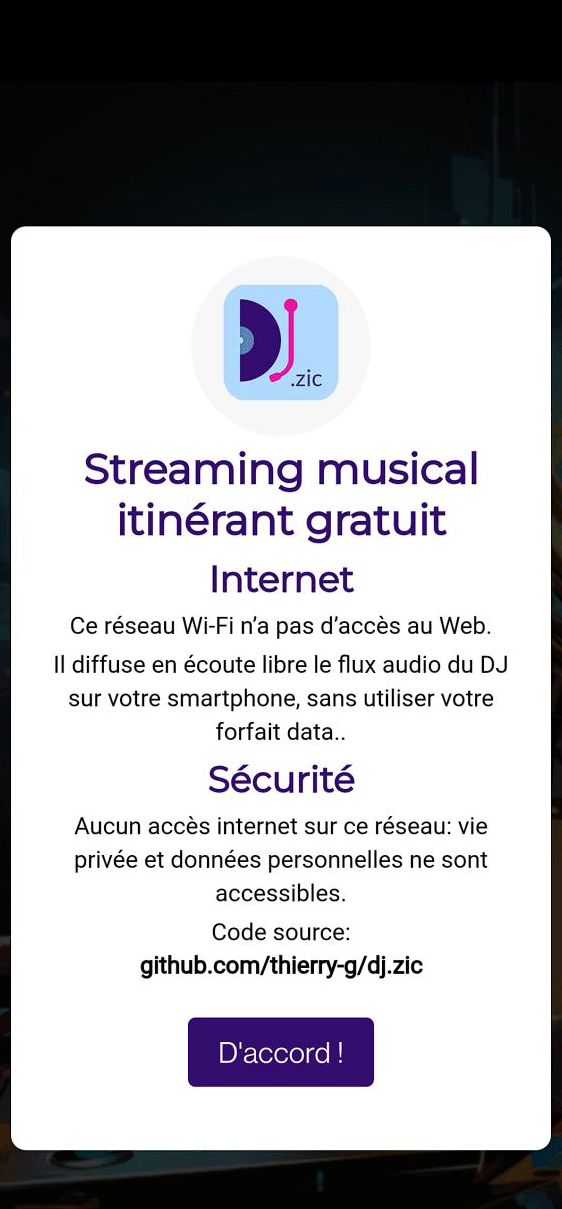 DJ
.zic
Streaming musical
itinérant gratuit
Internet
Ce réseau Wi-Fi n’a pas d’accès au Web.
Il diffuse en écoute libre le flux audio du DJ
sur votre smartphone, sans utiliser votre
forfait data..
Sécurité
Aucun accès internet sur ce réseau: vie
privée et données personnelles ne sont
accessibles.
Code source:
github.com/thierry-g/dj.zic
D'accord !